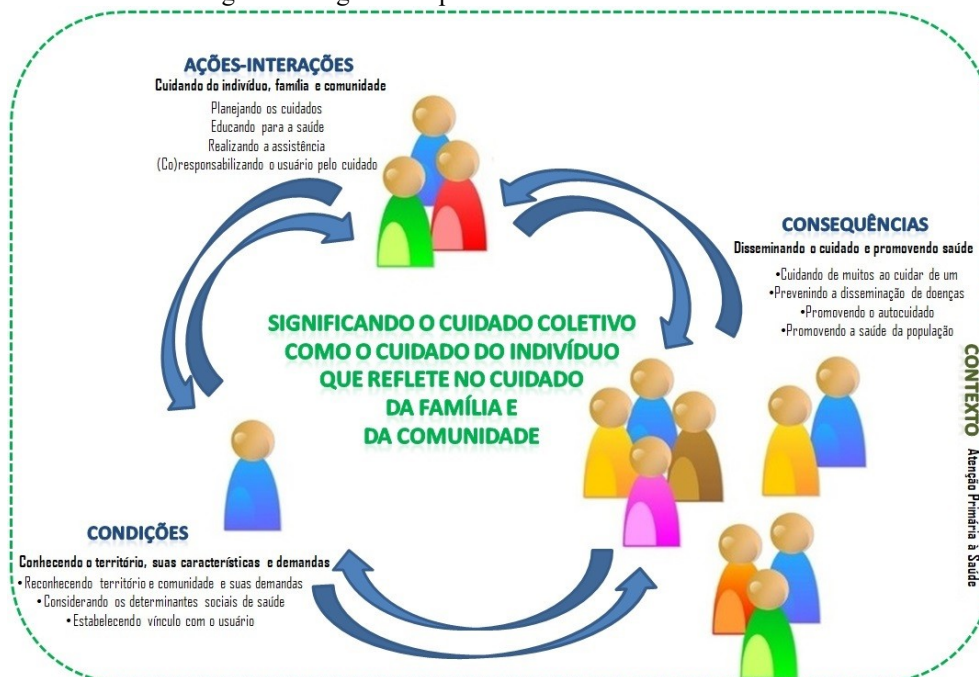 AÇÕES-INTERAÇÕES
Cuidando do indivíduo, família e comunidade
Planejando os cuidados
Educando para a saúde
Realizando a assistência
(Co)responsabilizando o usuário pelo cuidado
CONSEQUÊNCIAS
Disseminando o cuidado e promovendo saúde
•Cuidando de muitos ao cuidar de um
•Prevenindo a disseminação de doenças
•Promovendo o autocuidado
•Promovendo a saúde da população
SIGNIFICANDO O CUIDADO COLETIVO
COMO O CUIDADO DO INDIVÍDUO
QUE REFLETE NO CUIDADO
DA FAMÍLIA E
DA COMUNIDADE
CONTEXTO Atenção Primária à Saúde
CONDIÇÕES
Conhecendo o território, suas características e demandas
•Reconhecendo território e comunidade e suas demandas
•Considerando os determinantes sociais de saúde
•Estabelecendo vínculo com o usuário